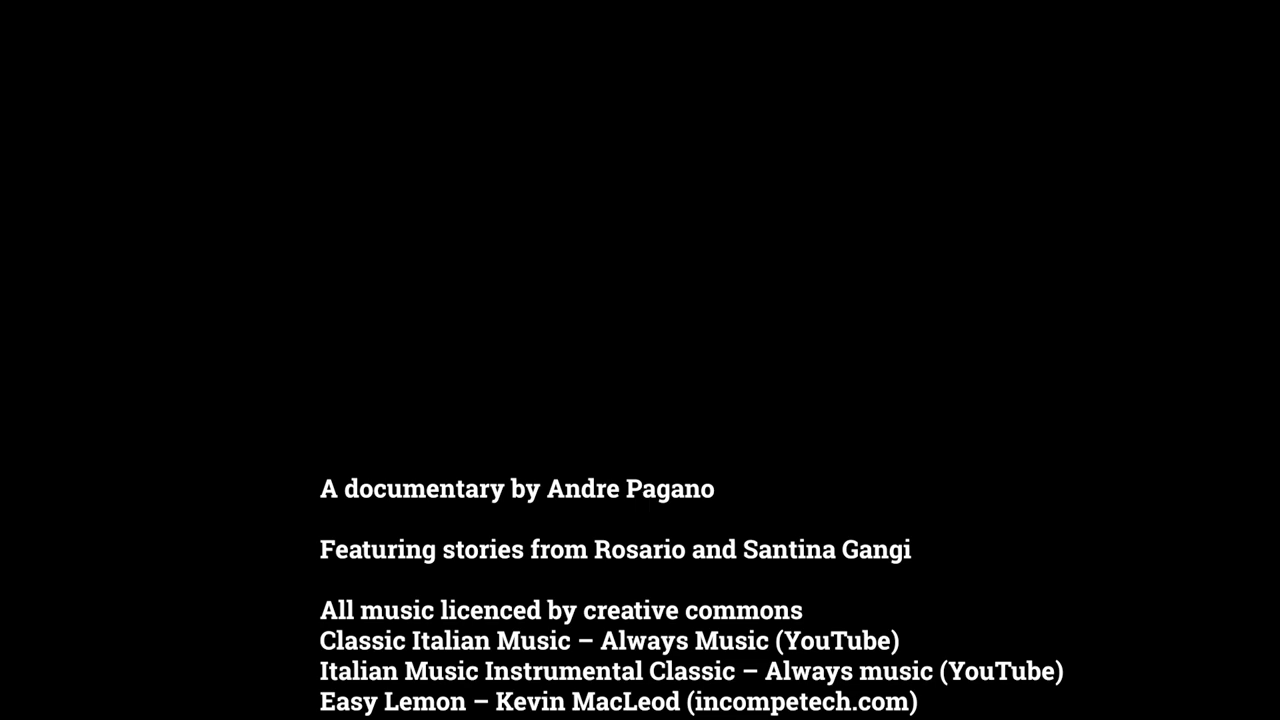 A documentary by Andre Pagano
Featuring stories from Rosario and Santina Gangi
All music licenced by creative commons
Classic Italian Music – Always Music (YouTube)
Italian Music Instrumental Classic – Always music (YouTube)
Easy Lemon – Kevin MacLeod (incompetech.com)